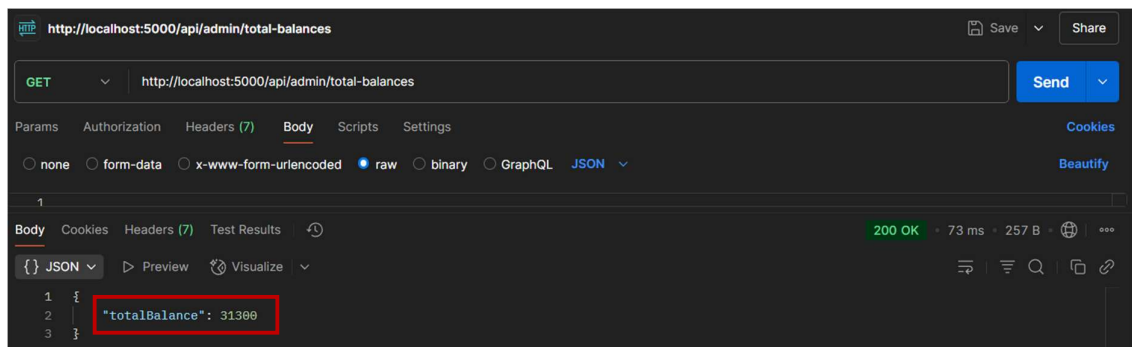 HTTP http://localhost:5000/api/admin/total-balances Save Share
GET http://localhost:5000/api/admin/total-balances Send
Params Authorization Headers (7) Body Scripts Settings Cookies
none form-data x-www-form-urlencoded raw binary GraphQL JSON Beautify
1
Body Cookies Headers (7) Test Results 200 OK 73 ms 257 B
{} JSON Preview Visualize
1 {
2 "totalBalance": 31300
3 }